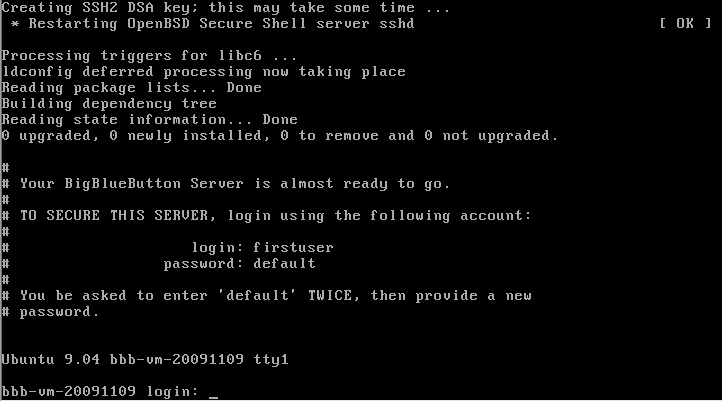 Creating SSH2 DSA key; this may take some time ...
 * Restarting OpenBSD Secure Shell server sshd [ OK ]
Processing triggers for libc6 ...
ldconfig deferred processing now taking place
Reading package lists... Done
Building dependency tree
Reading state information... Done
0 upgraded, 0 newly installed, 0 to remove and 0 not upgraded.
#
# Your BigBlueButton Server is almost ready to go.
#
# TO SECURE THIS SERVER, login using the following account:
#
# login: firstuser
# password: default
#
# You be asked to enter 'default' TWICE, then provide a new
# password.
Ubuntu 9.04 bbb-vm-20091109 tty1
bbb-vm-20091109 login: _